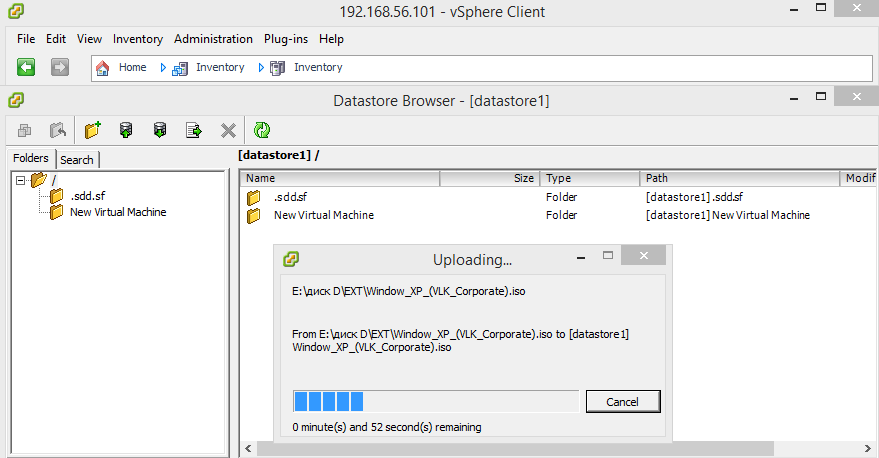 192.168.56.101 - vSphere Client
File Edit View Inventory Administration Plug-ins Help
Home Inventory Inventory
Datastore Browser - [datastore1]
Folders Search
[datastore1] /
/
.sdd.sf
New Virtual Machine
Name Size Type Path Modif
.sdd.sf Folder [datastore1] .sdd.sf
New Virtual Machine Folder [datastore1] New Virtual Machine
Uploading...
E:\диск D\EXT\Window_XP_(VLK_Corporate).iso
From E:\диск D\EXT\Window_XP_(VLK_Corporate).iso to [datastore1]
Window_XP_(VLK_Corporate).iso
Cancel
0 minute(s) and 52 second(s) remaining